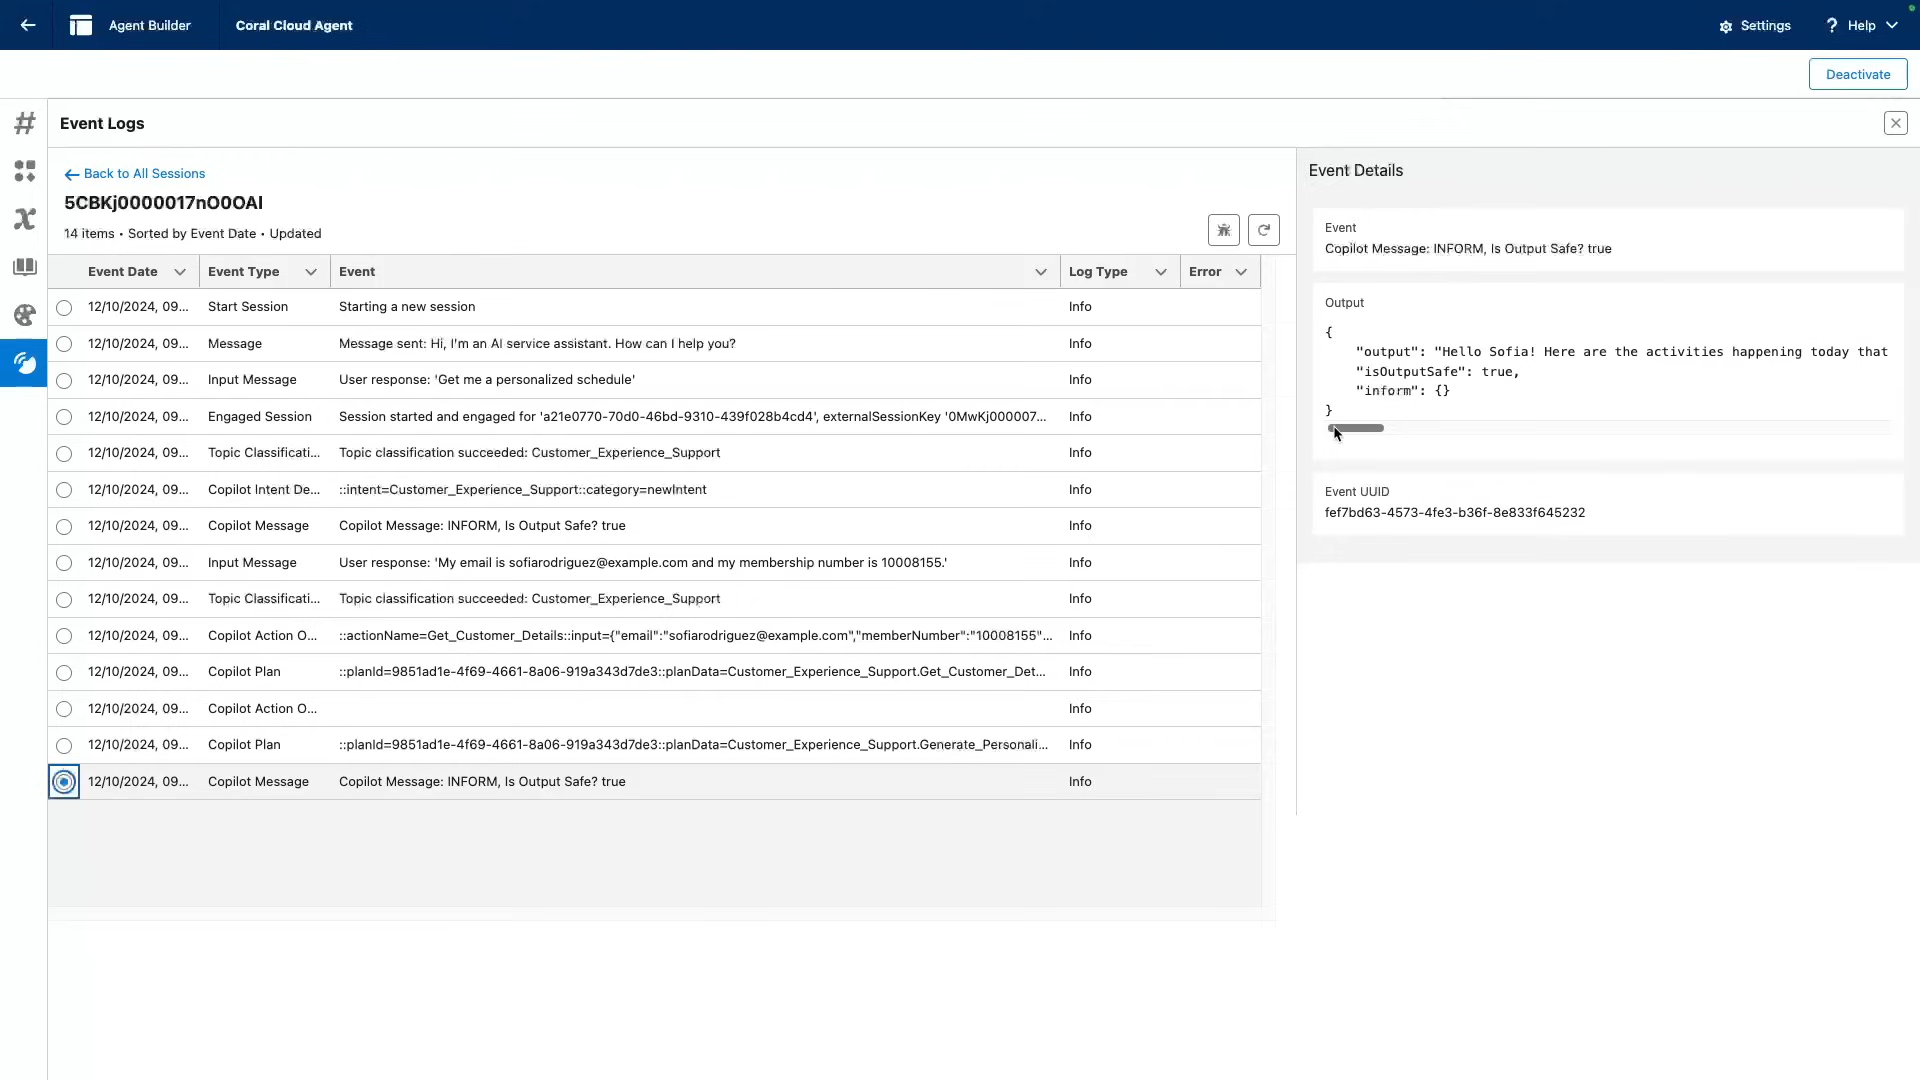 Agent Builder
Coral Cloud Agent
Settings
? Help
Deactivate
Event Logs
Back to All Sessions
5CBKj0000017nO0OAI
14 items • Sorted by Event Date • Updated
Event Date Event Type Event Log Type Error
12/10/2024, 09... Start Session Starting a new session Info
12/10/2024, 09... Message Message sent: Hi, I'm an AI service assistant. How can I help you? Info
12/10/2024, 09... Input Message User response: 'Get me a personalized schedule' Info
12/10/2024, 09... Engaged Session Session started and engaged for 'a21e0770-70d0-46bd-9310-439f028b4cd4', externalSessionKey '0MwKj000007... Info
12/10/2024, 09... Topic Classificati... Topic classification succeeded: Customer_Experience_Support Info
12/10/2024, 09... Copilot Intent De... ::intent=Customer_Experience_Support::category=newIntent Info
12/10/2024, 09... Copilot Message Copilot Message: INFORM, Is Output Safe? true Info
12/10/2024, 09... Input Message User response: 'My email is sofiarodriguez@example.com and my membership number is 10008155.' Info
12/10/2024, 09... Topic Classificati... Topic classification succeeded: Customer_Experience_Support Info
12/10/2024, 09... Copilot Action O... ::actionName=Get_Customer_Details::input={"email":"sofiarodriguez@example.com","memberNumber":"10008155"... Info
12/10/2024, 09... Copilot Plan ::planId=9851ad1e-4f69-4661-8a06-919a343d7de3::planData=Customer_Experience_Support.Get_Customer_Det... Info
12/10/2024, 09... Copilot Action O... Info
12/10/2024, 09... Copilot Plan ::planId=9851ad1e-4f69-4661-8a06-919a343d7de3::planData=Customer_Experience_Support.Generate_Personali... Info
12/10/2024, 09... Copilot Message Copilot Message: INFORM, Is Output Safe? true Info
Event Details
Event
Copilot Message: INFORM, Is Output Safe? true
Output
{
"output": "Hello Sofia! Here are the activities happening today that
"isOutputSafe": true,
"inform": {}
}
Event UUID
fef7bd63-4573-4fe3-b36f-8e833f645232